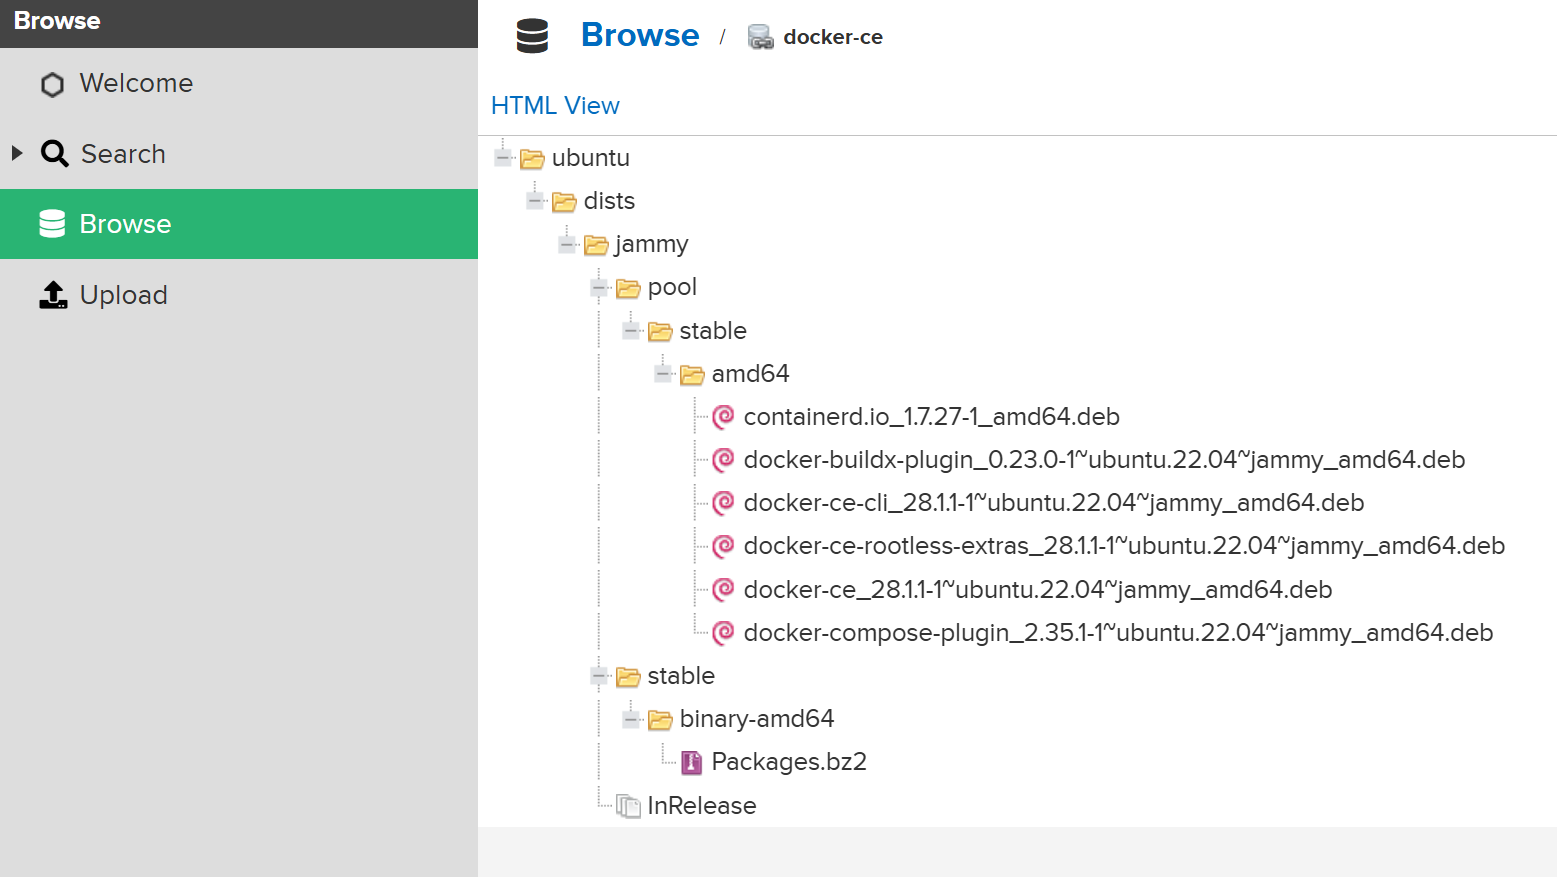 Browse
Welcome
Search
Browse
Upload
Browse / docker-ce
HTML View
ubuntu
dists
jammy
pool
stable
amd64
containerd.io_1.7.27-1_amd64.deb
docker-buildx-plugin_0.23.0-1~ubuntu.22.04~jammy_amd64.deb
docker-ce-cli_28.1.1-1~ubuntu.22.04~jammy_amd64.deb
docker-ce-rootless-extras_28.1.1-1~ubuntu.22.04~jammy_amd64.deb
docker-ce_28.1.1-1~ubuntu.22.04~jammy_amd64.deb
docker-compose-plugin_2.35.1-1~ubuntu.22.04~jammy_amd64.deb
stable
binary-amd64
Packages.bz2
InRelease